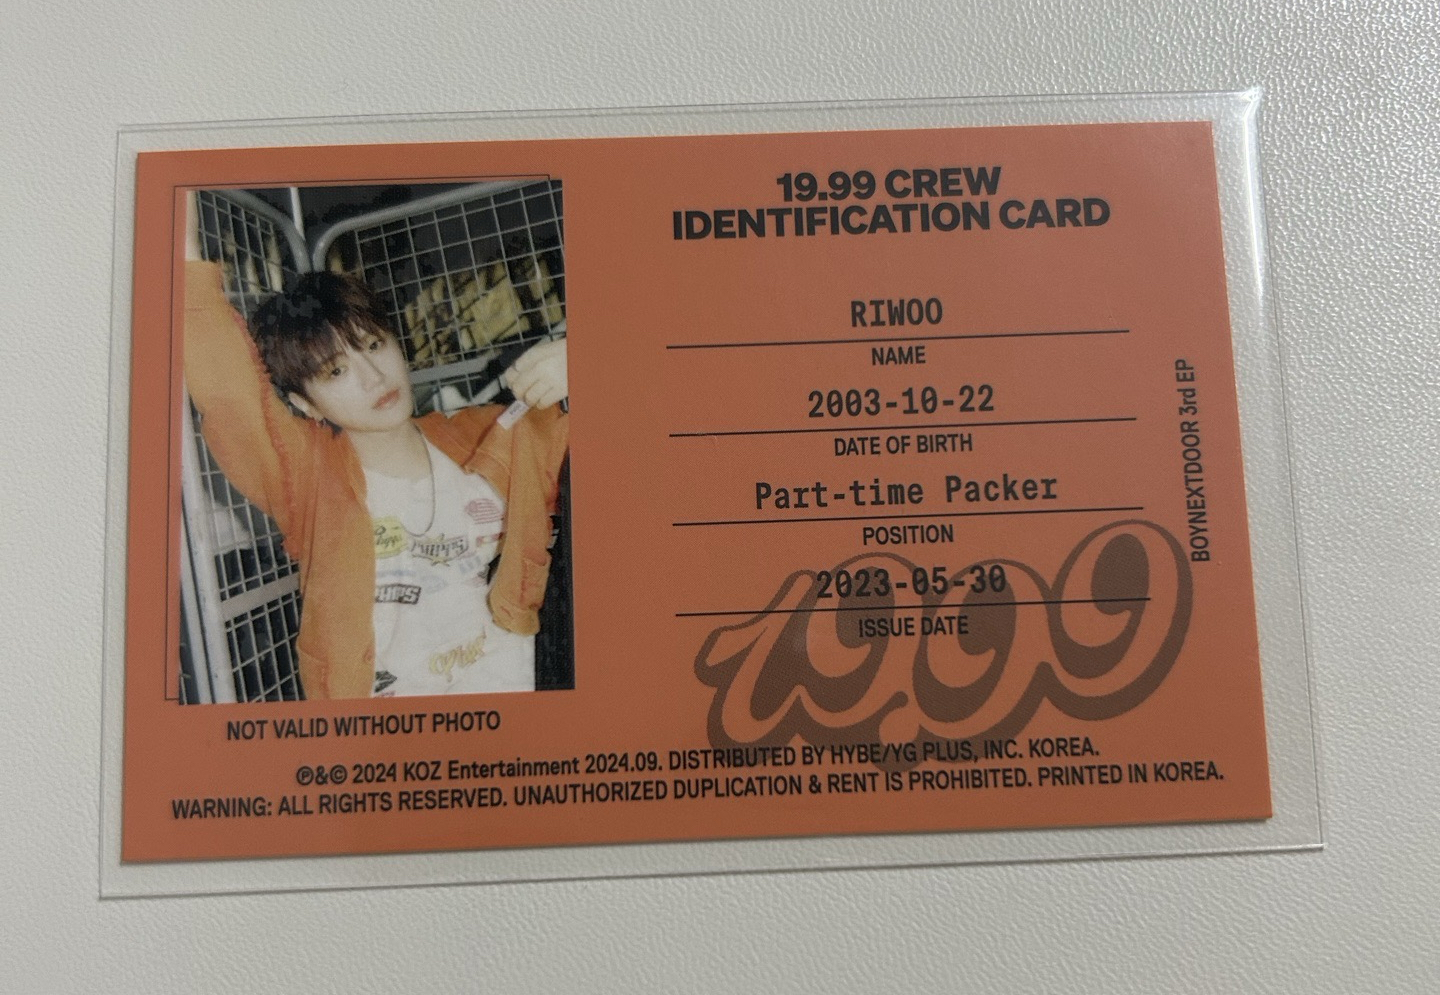 19.99 CREW
IDENTIFICATION CARD
RIWOO
NAME
2003-10-22
DATE OF BIRTH
Part-time Packer
POSITION
2023-05-30
ISSUE DATE
19.99
BOYNEXTDOOR 3rd EP
NOT VALID WITHOUT PHOTO
℗&© 2024 KOZ Entertainment 2024.09. DISTRIBUTED BY HYBE/YG PLUS, INC. KOREA.
WARNING: ALL RIGHTS RESERVED. UNAUTHORIZED DUPLICATION & RENT IS PROHIBITED. PRINTED IN KOREA.